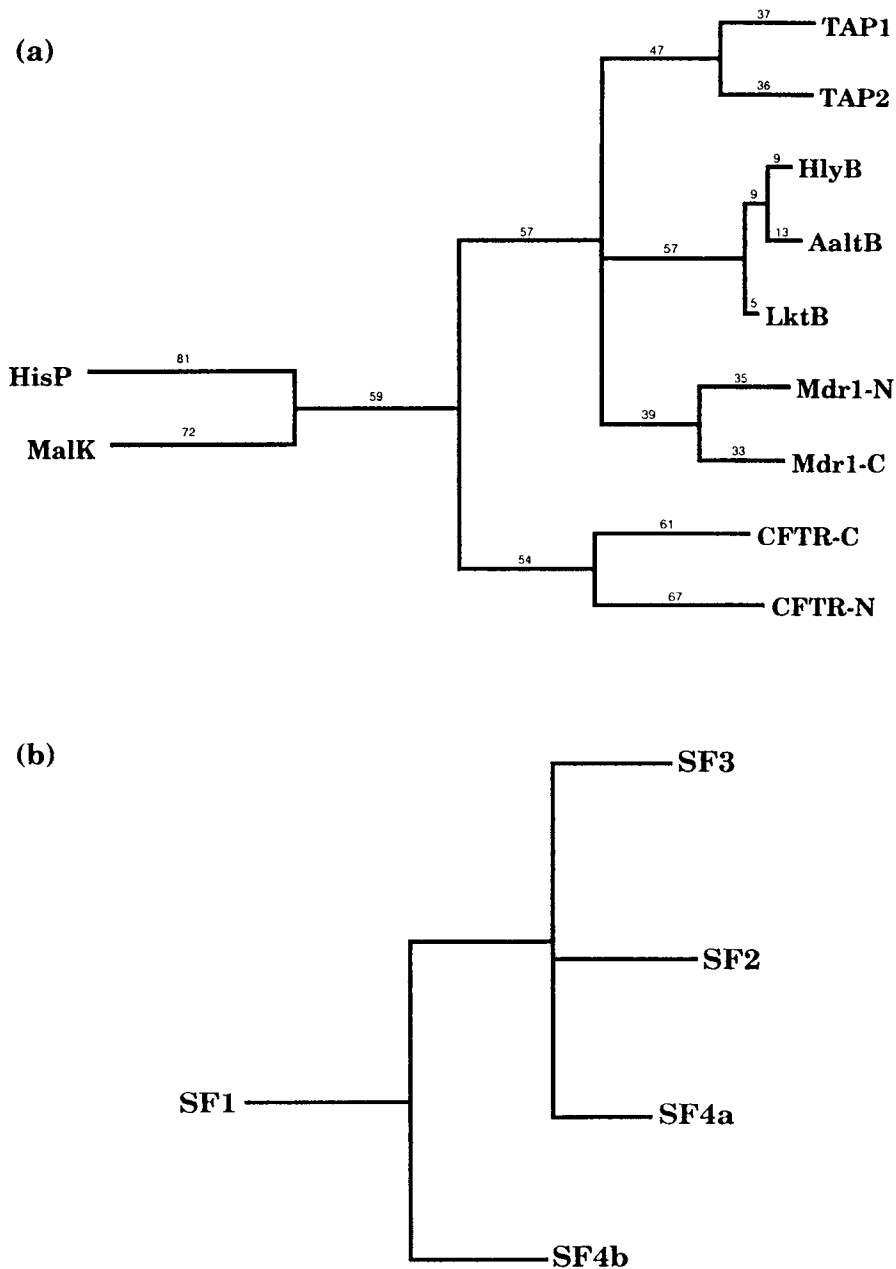 (a)
37
TAP1
47
36
TAP2
9
HlyB
9
13
AaltB
57
57
5
LktB
81
HisP
59
35
Mdr1-N
72
MalK
39
33
Mdr1-C
61
CFTR-C
54
67
CFTR-N
(b)
SF3
SF2
SF1
SF4a
SF4b